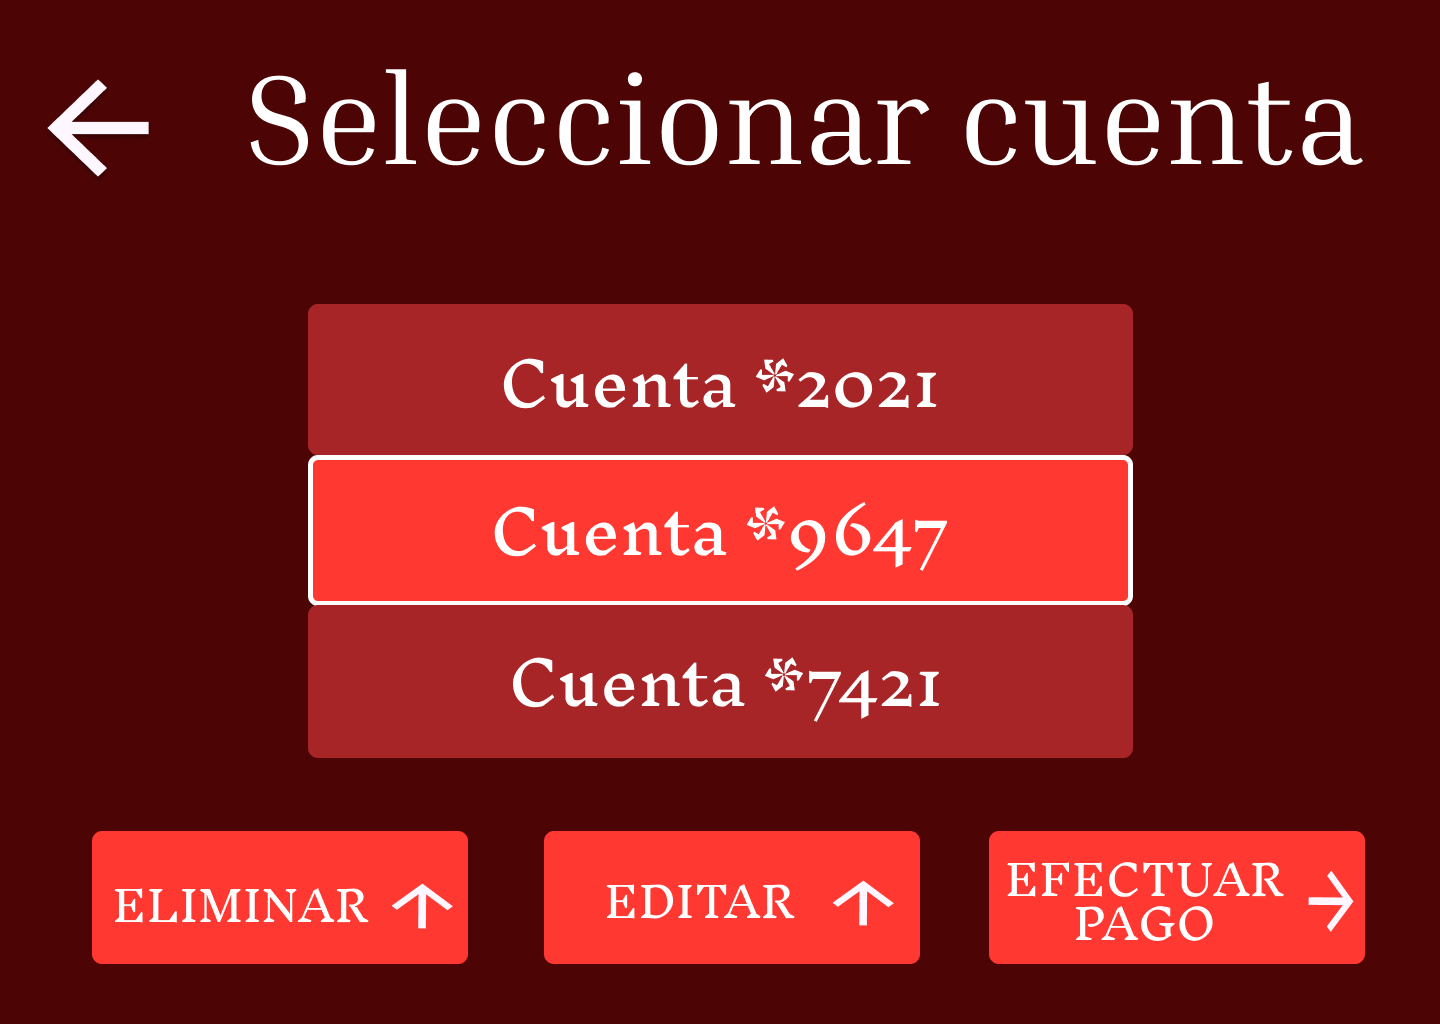 Seleccionar cuenta
Cuenta *2021
Cuenta *9647
Cuenta *7421
ELIMINAR
EDITAR
EFECTUAR
PAGO